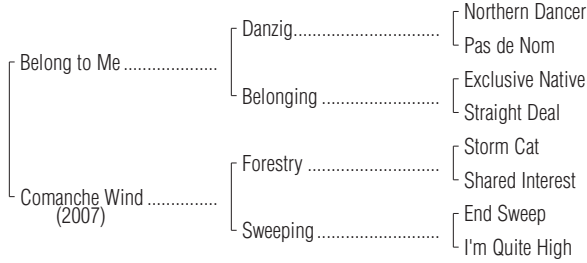 Northern Dancer
Danzig
Pas de Nom
Belong to Me
Exclusive Native
Belonging
Straight Deal
Storm Cat
Forestry
Shared Interest
Comanche Wind
(2007)
End Sweep
Sweeping
I'm Quite High